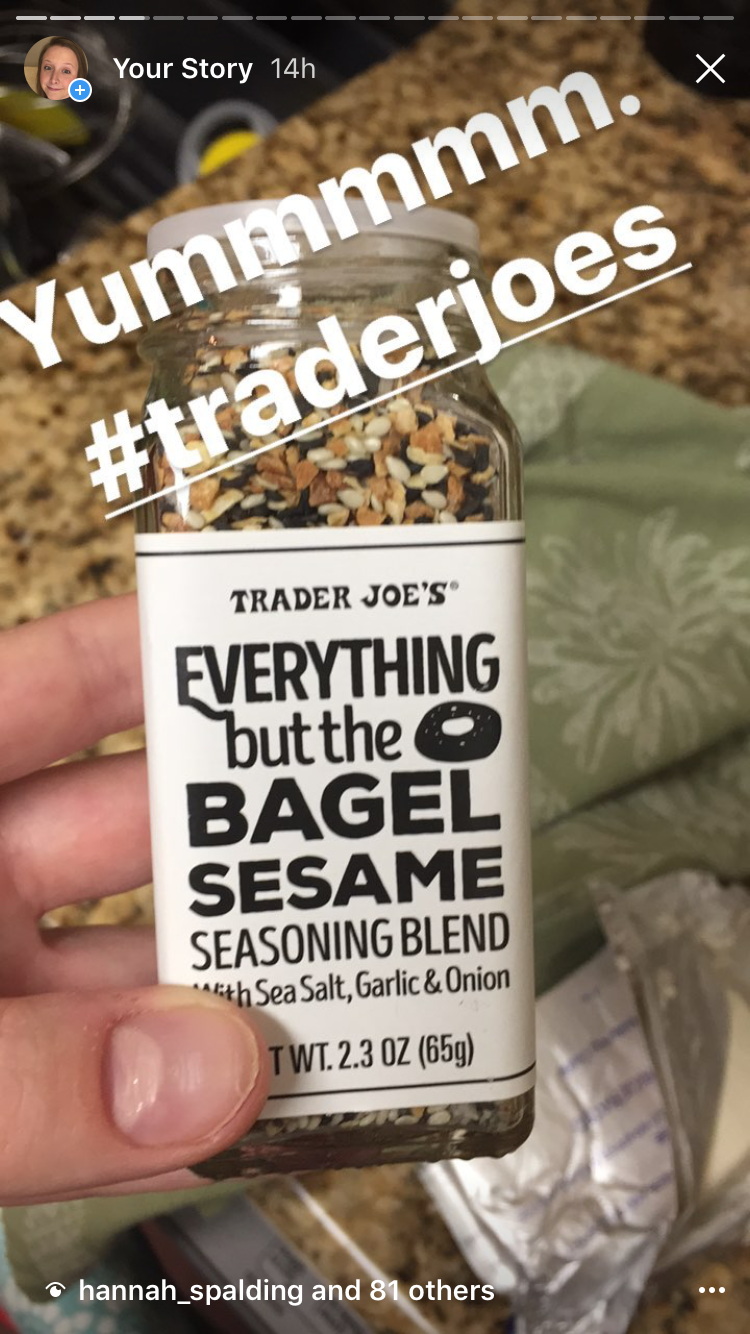 Your Story 14h
Yummmmm.
#traderjoes
TRADER JOE'S®
EVERYTHING
but the
BAGEL
SESAME
SEASONING BLEND
With Sea Salt, Garlic & Onion
T WT. 2.3 OZ (65g)
hannah_spalding and 81 others